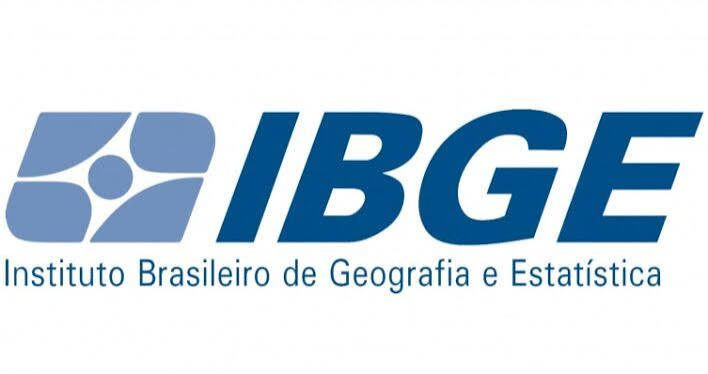 IBGE
Instituto Brasileiro de Geografia e Estatística